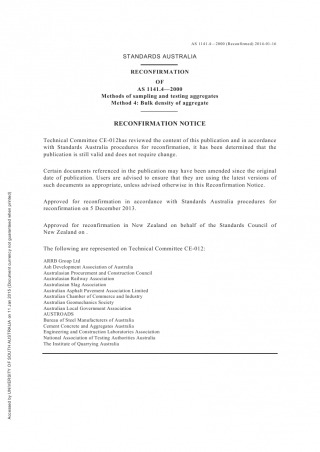 AS 1141.4—2000 (Reconfirmed) 2014-01-16
STANDARDS AUSTRALIA
RECONFIRMATION
OF
AS 1141.4—2000
Methods of sampling and testing aggregates
Method 4: Bulk density of aggregate
RECONFIRMATION NOTICE
Technical Committee CE-012has reviewed the content of this publication and in accordance
with Standards Australia procedures for reconfirmation, it has been determined that the
publication is still valid and does not require change.
Certain documents referenced in the publication may have been amended since the original
date of publication. Users are advised to ensure that they are using the latest versions of
such documents as appropriate, unless advised otherwise in this Reconfirmation Notice.
Approved for reconfirmation in accordance with Standards Australia procedures for
reconfirmation on 5 December 2013.
Approved for reconfirmation in New Zealand on behalf of the Standards Council of
New Zealand on .
The following are represented on Technical Committee CE-012:
ARRB Group Ltd
Ash Development Association of Australia
Australasian Procurement and Construction Council
Australasian Railway Association
Australasian Slag Association
Australian Asphalt Pavement Association Limited
Australian Chamber of Commerce and Industry
Australian Geomechanics Society
Australian Local Government Association
AUSTROADS
Bureau of Steel Manufacturers of Australia
Cement Concrete and Aggregates Australia
Engineering and Construction Laboratories Association
National Association of Testing Authorities Australia
The Institute of Quarrying Australia
Accessed by UNIVERSITY OF SOUTH AUSTRALIA on 11 Jun 2015 (Document currency not guaranteed when printed)